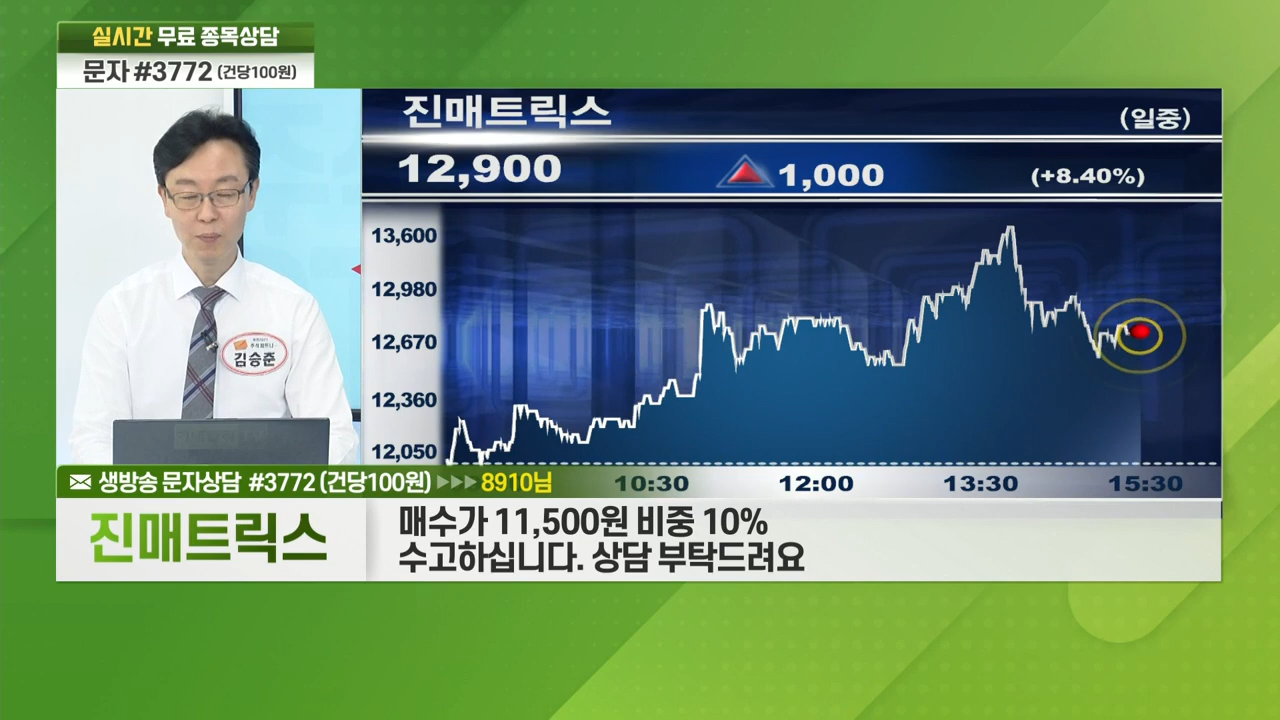 실시간 무료 종목상담
문자 #3772 (건당100원)
진매트릭스
(일중)
12,900
1,000
(+8.40%)
13,600
12,980
12,670
12,360
12,050
김승준
10:30
12:00
13:30
15:30
생방송 문자상담 #3772 (건당100원) 8910님
진매트릭스
매수가 11,500원 비중 10%
수고하십니다. 상담 부탁드려요